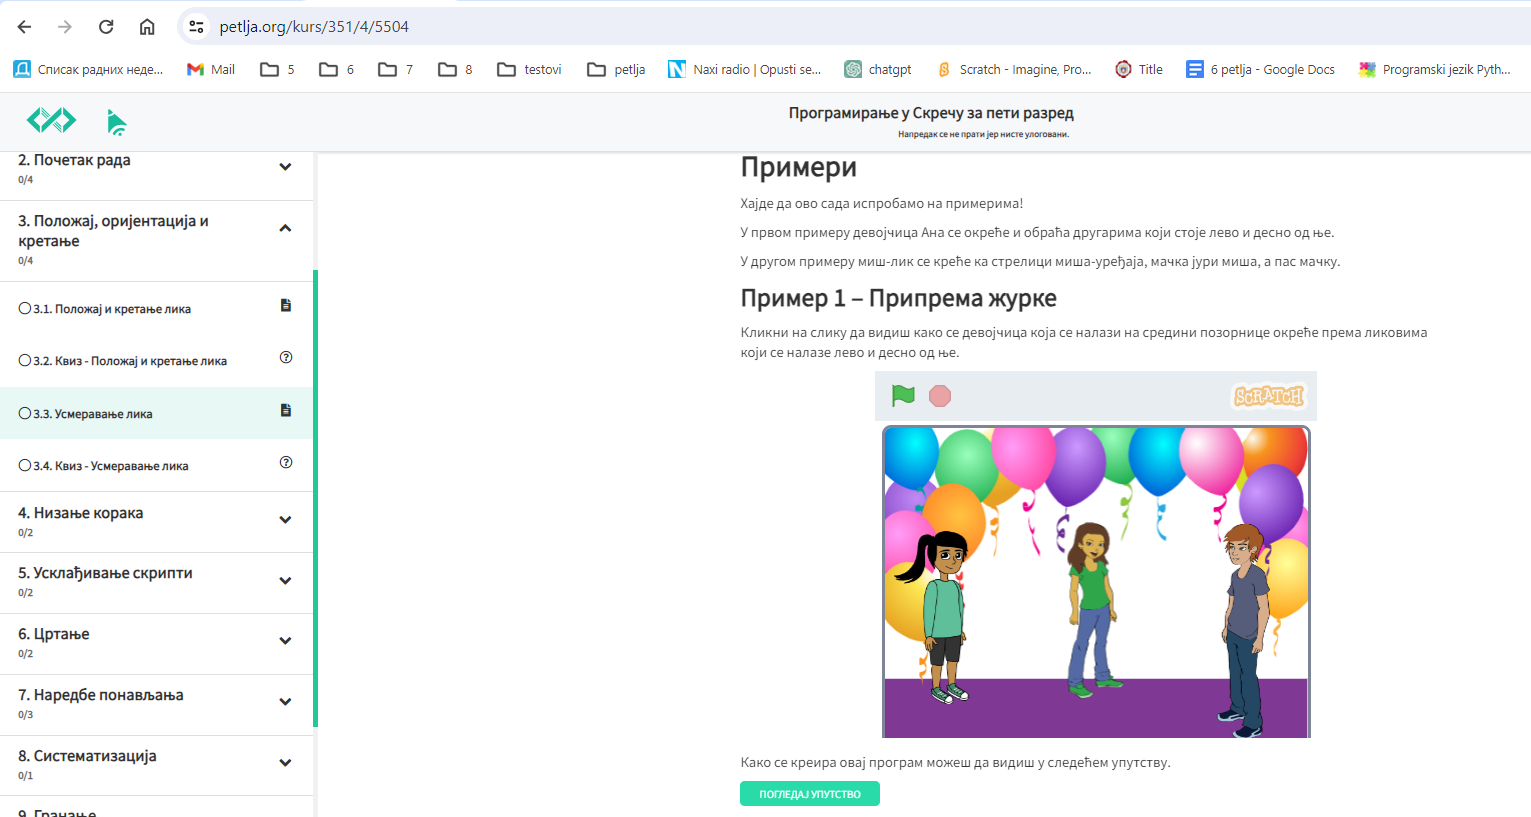 petlja.org/kurs/351/4/5504
Списак радних неде...
Mail
5
6
7
8
testovi
petlja
Naxi radio | Opusti se...
chatgpt
Scratch - Imagine, Pro...
Title
6 petlja - Google Docs
Programski jezik Pyth...
Програмирање у Скречу за пети разред
Напредак се не прати јер нисте улоговани.
2. Почетак рада
0/4
3. Положај, оријентација и
кретање
0/4
3.1. Положај и кретање лика
3.2. Квиз - Положај и кретање лика
3.3. Усмеравање лика
3.4. Квиз - Усмеравање лика
4. Низање корака
0/2
5. Усклађивање скрипти
0/2
6. Цртање
0/2
7. Наредбе понављања
0/3
8. Систематизација
0/1
9. Гранање
Примери
Хајде да ово сада испробамо на примерима!
У првом примеру девојчица Ана се окреће и обраћа другарима који стоје лево и десно од ње.
У другом примеру миш-лик се креће ка стрелици миша-уређаја, мачка јури миша, а пас мачку.
Пример 1 – Припрема журке
Кликни на слику да видиш како се девојчица која се налази на средини позорнице окреће према ликовима
који се налазе лево и десно од ње.
SCRATCH
Како се креира овај програм можеш да видиш у следећем упутству.
ПОГЛЕДАЈ УПУТСТВО